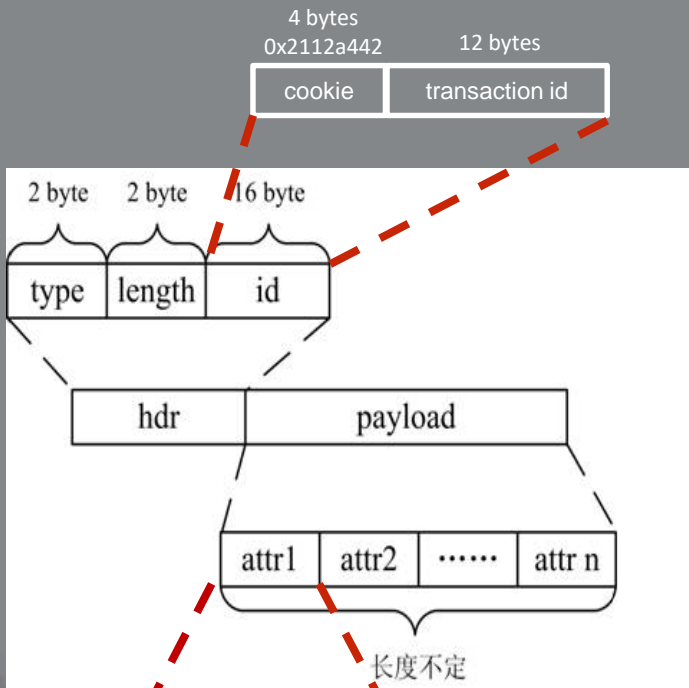 4 bytes
0x2112a442
12 bytes
cookie
transaction id
2 byte
2 byte
16 byte
type
length
id
hdr
payload
attr1
attr2
......
attr n
长度不定